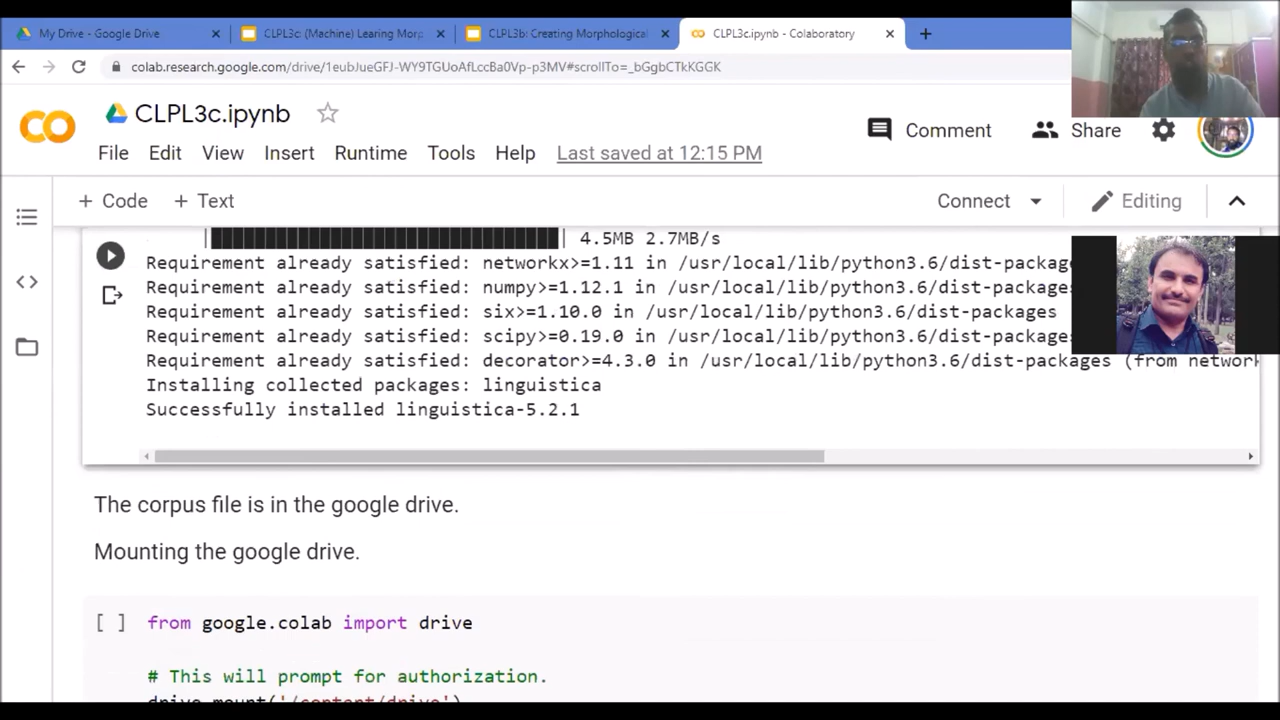 My Drive - Google Drive
CLPL3c: (Machine) Learing Morp
CLPL3b: Creating Morphological
CLPL3c.ipynb - Colaboratory
colab.research.google.com/drive/1eubJueGFJ-WY9TGUoAfLccBa0Vp-p3MV#scrollTo=_bGgbCTkKGGK
CLPL3c.ipynb
Comment
Share
File Edit View Insert Runtime Tools Help Last saved at 12:15 PM
+ Code + Text
Connect
Editing
4.5MB 2.7MB/s
Requirement already satisfied: networkx>=1.11 in /usr/local/lib/python3.6/dist-package
Requirement already satisfied: numpy>=1.12.1 in /usr/local/lib/python3.6/dist-packages
Requirement already satisfied: six>=1.10.0 in /usr/local/lib/python3.6/dist-packages
Requirement already satisfied: scipy>=0.19.0 in /usr/local/lib/python3.6/dist-packages
Requirement already satisfied: decorator>=4.3.0 in /usr/local/lib/python3.6/dist-packages (from network
Installing collected packages: linguistica
Successfully installed linguistica-5.2.1
The corpus file is in the google drive.
Mounting the google drive.
[ ] from google.colab import drive
# This will prompt for authorization.
drive.mount('/content/drive')